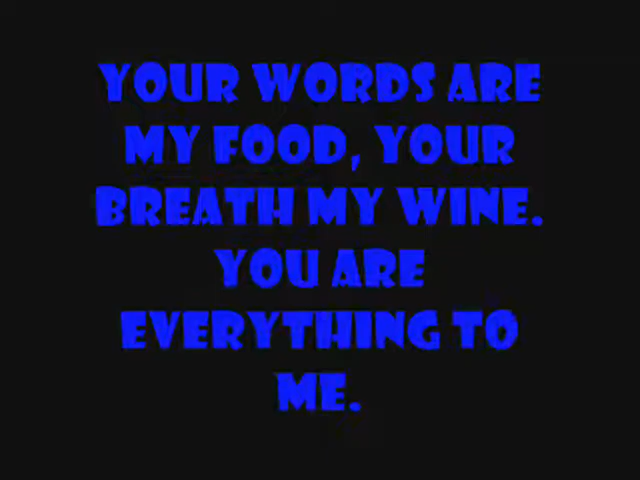 YOUR WORDS ARE
MY FOOD, YOUR
BREATH MY WINE.
YOU ARE
EVERYTHING TO
ME.